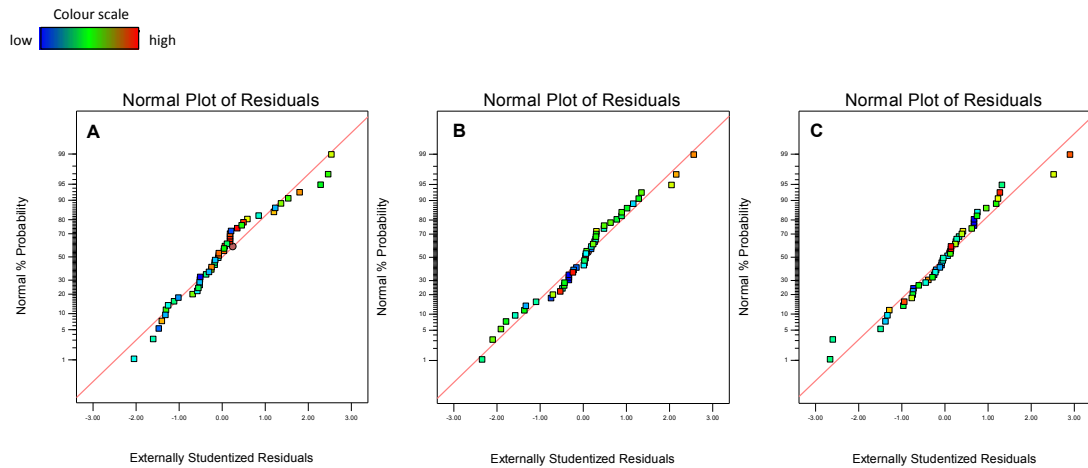 Colour scale
low high
Normal Plot of Residuals
A
Normal % Probability
99
95
90
80
70
50
30
20
10
5
1
-3.00 -2.00 -1.00 0.00 1.00 2.00 3.00
Externally Studentized Residuals
Normal Plot of Residuals
B
Normal % Probability
99
95
90
80
70
50
30
20
10
5
1
-3.00 -2.00 -1.00 0.00 1.00 2.00 3.00
Externally Studentized Residuals
Normal Plot of Residuals
C
Normal % Probability
99
95
90
80
70
50
30
20
10
5
1
-3.00 -2.00 -1.00 0.00 1.00 2.00 3.00
Externally Studentized Residuals